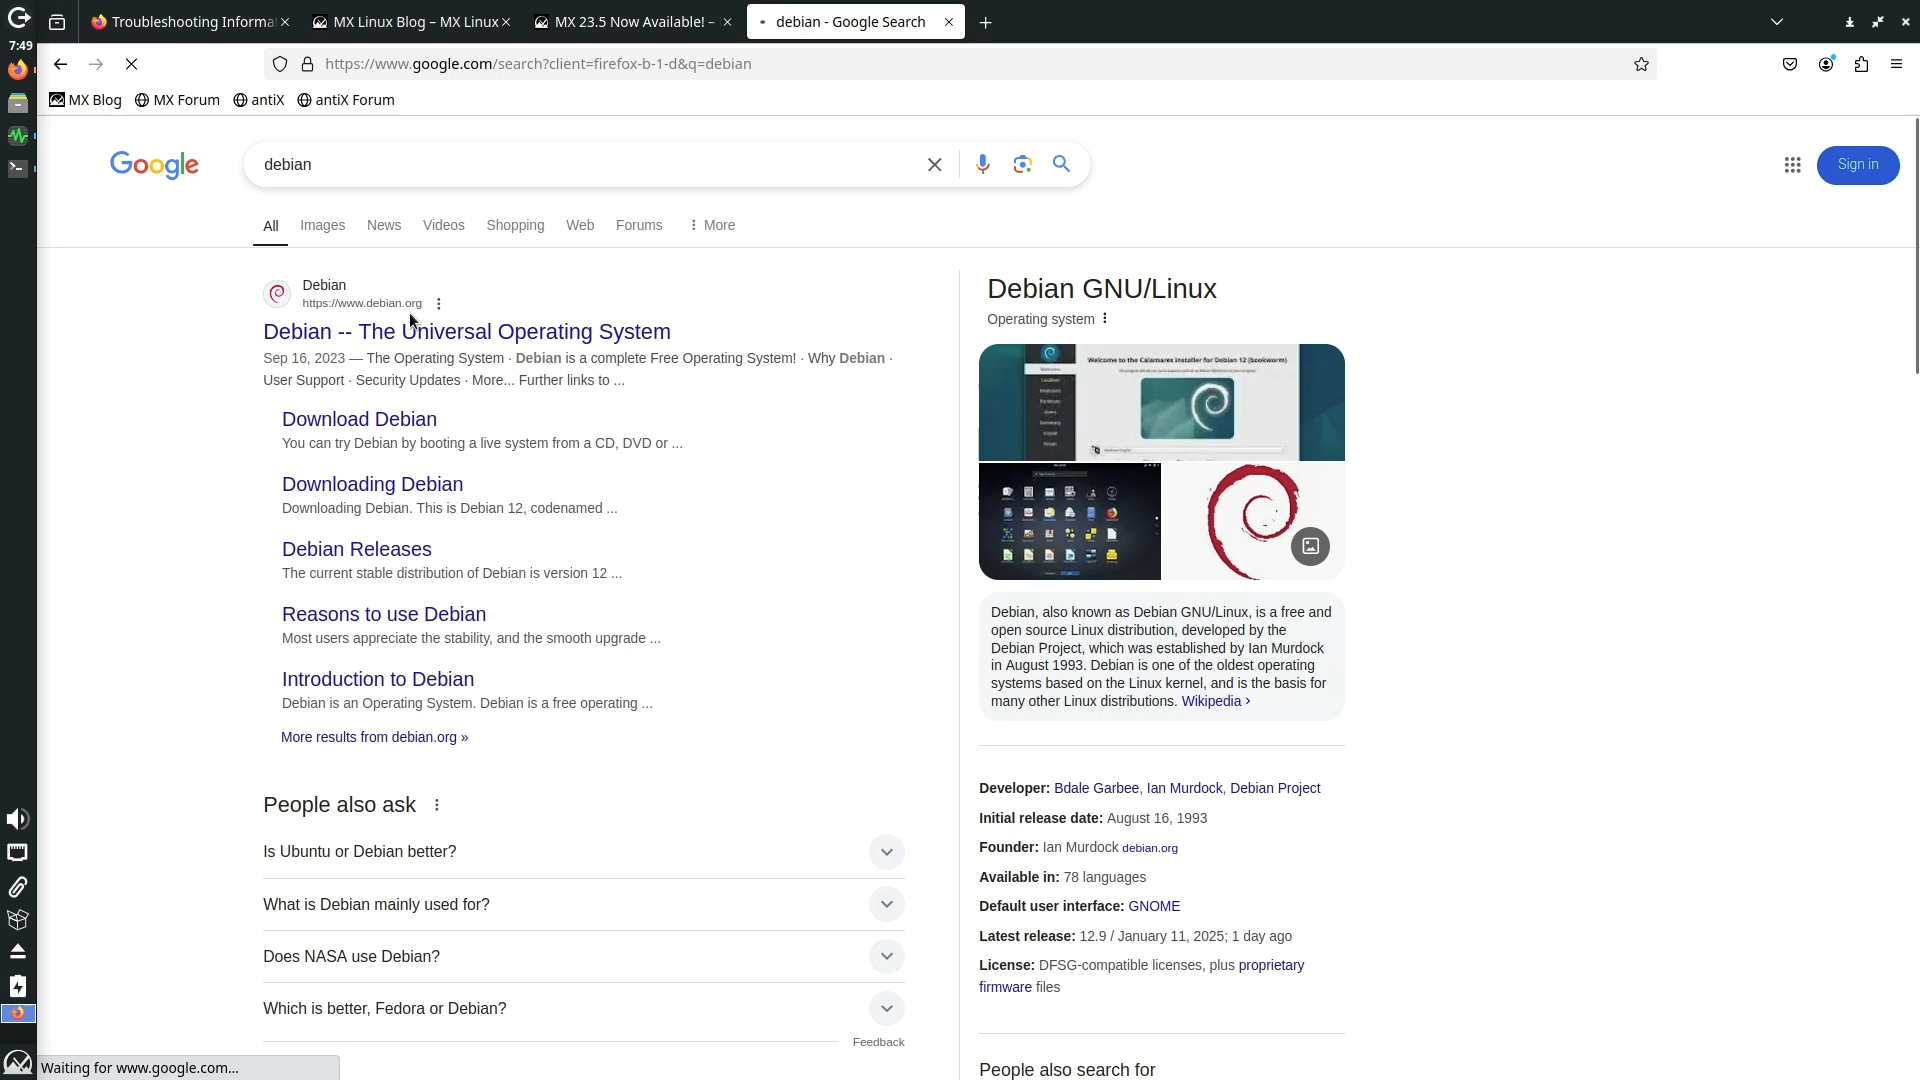 7:49
Troubleshooting Informa
MX Linux Blog – MX Linux
MX 23.5 Now Available! –
debian - Google Search
https://www.google.com/search?client=firefox-b-1-d&q=debian
MX Blog
MX Forum
antiX
antiX Forum
Google
debian
Sign in
All
Images
News
Videos
Shopping
Web
Forums
More
Debian
https://www.debian.org
Debian -- The Universal Operating System
Sep 16, 2023 — The Operating System · Debian is a complete Free Operating System! · Why Debian ·
User Support · Security Updates · More... Further links to ...
Download Debian
You can try Debian by booting a live system from a CD, DVD or ...
Downloading Debian
Downloading Debian. This is Debian 12, codenamed ...
Debian Releases
The current stable distribution of Debian is version 12 ...
Reasons to use Debian
Most users appreciate the stability, and the smooth upgrade ...
Introduction to Debian
Debian is an Operating System. Debian is a free operating ...
More results from debian.org »
People also ask
Is Ubuntu or Debian better?
What is Debian mainly used for?
Does NASA use Debian?
Which is better, Fedora or Debian?
Feedback
Debian GNU/Linux
Operating system
Welcome to the Calamares installer for Debian 12 (bookworm)
Debian, also known as Debian GNU/Linux, is a free and
open source Linux distribution, developed by the
Debian Project, which was established by Ian Murdock
in August 1993. Debian is one of the oldest operating
systems based on the Linux kernel, and is the basis for
many other Linux distributions. Wikipedia ›
Developer: Bdale Garbee, Ian Murdock, Debian Project
Initial release date: August 16, 1993
Founder: Ian Murdock debian.org
Available in: 78 languages
Default user interface: GNOME
Latest release: 12.9 / January 11, 2025; 1 day ago
License: DFSG-compatible licenses, plus proprietary
firmware files
People also search for
Waiting for www.google.com...